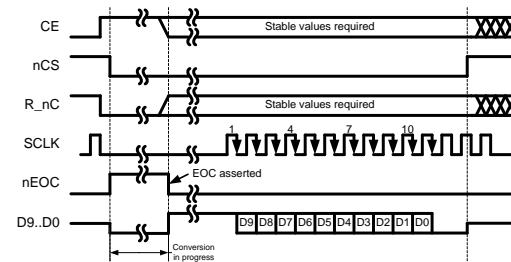 CE
Stable values required
nCS
R_nC
Stable values required
SCLK
1 4 7 10
nEOC
EOC asserted
D9..D0
D9 D8 D7 D6 D5 D4 D3 D2 D1 D0
Conversion
in progress